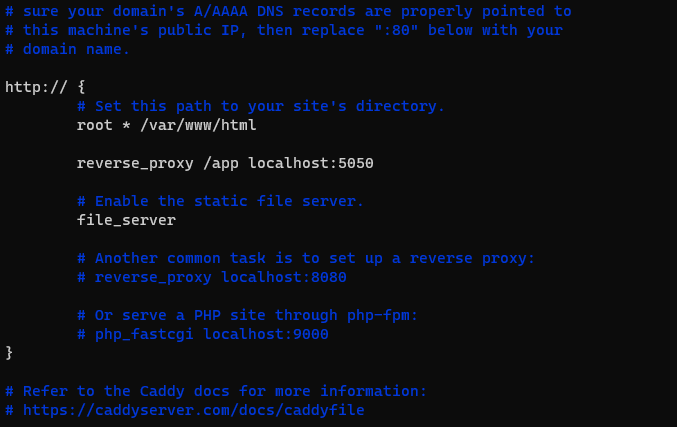 # sure your domain's A/AAAA DNS records are properly pointed to
# this machine's public IP, then replace ":80" below with your
# domain name.
http:// {
# Set this path to your site's directory.
root * /var/www/html
reverse_proxy /app localhost:5050
# Enable the static file server.
file_server
# Another common task is to set up a reverse proxy:
# reverse_proxy localhost:8080
# Or serve a PHP site through php-fpm:
# php_fastcgi localhost:9000
}
# Refer to the Caddy docs for more information:
# https://caddyserver.com/docs/caddyfile